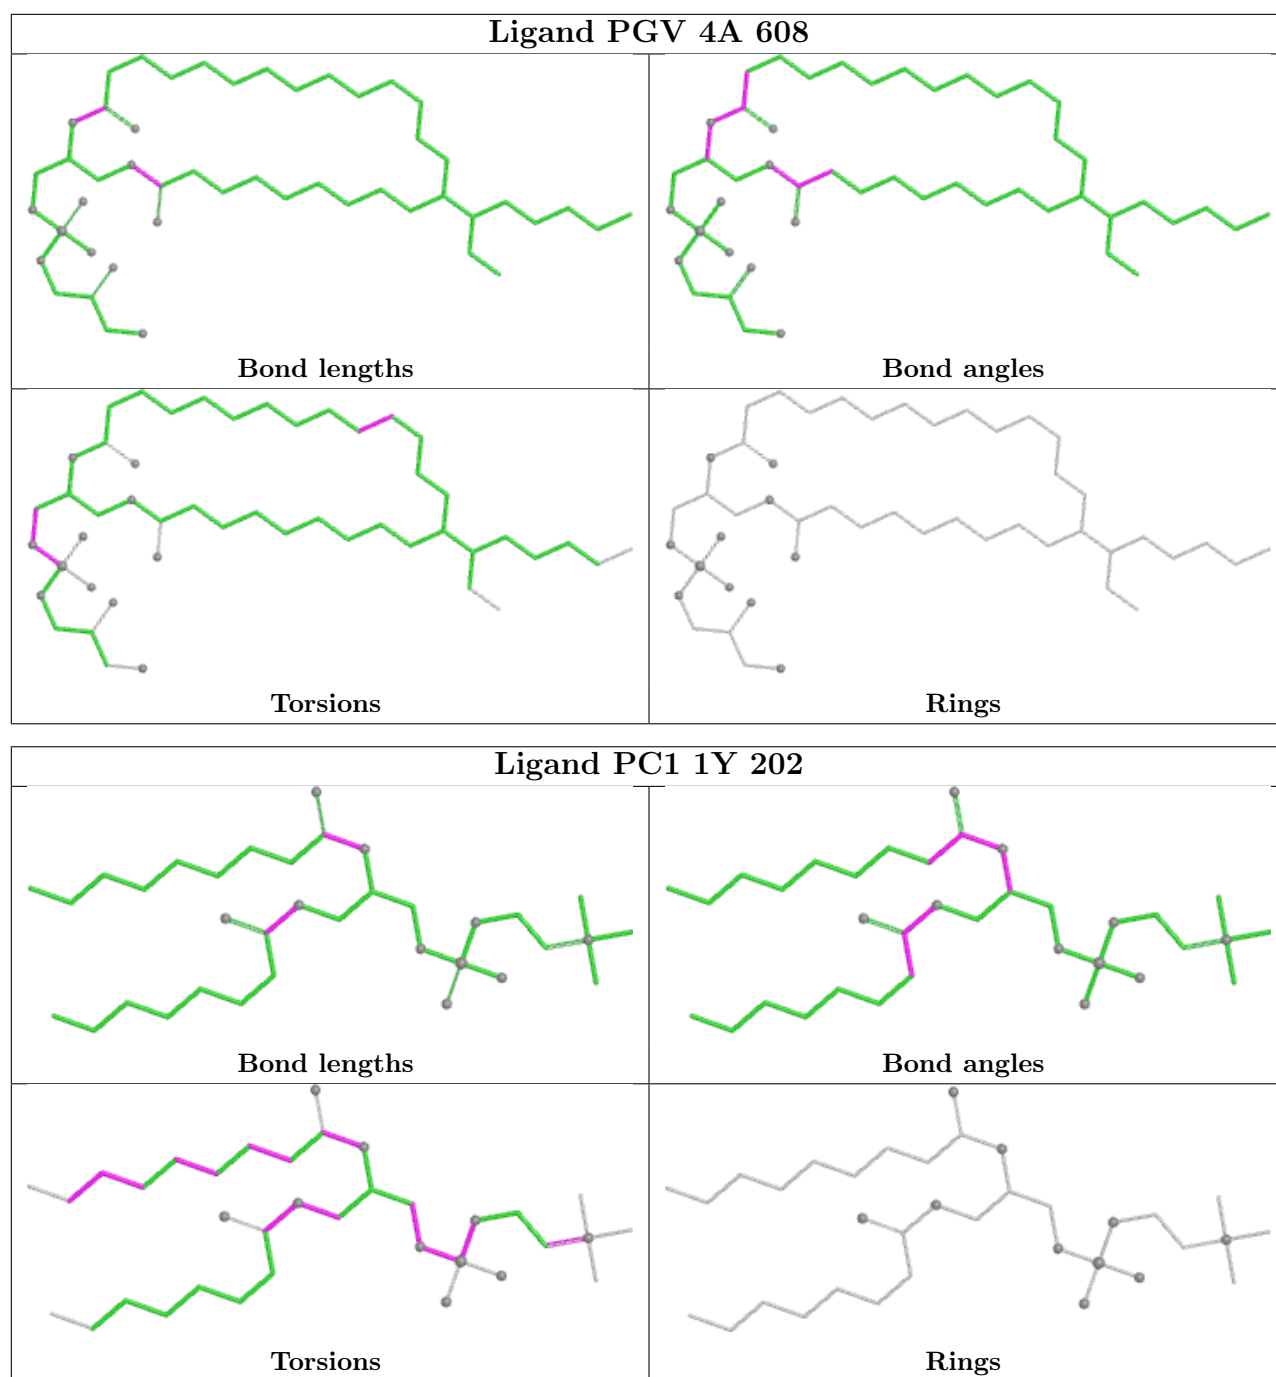 Ligand PGV 4A 608
Bond lengths
Bond angles
Torsions
Rings
Ligand PC1 1Y 202
Bond lengths
Bond angles
Torsions
Rings